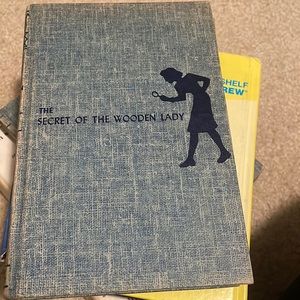 THE
SECRET OF THE WOODEN LADY
SHELF
REW